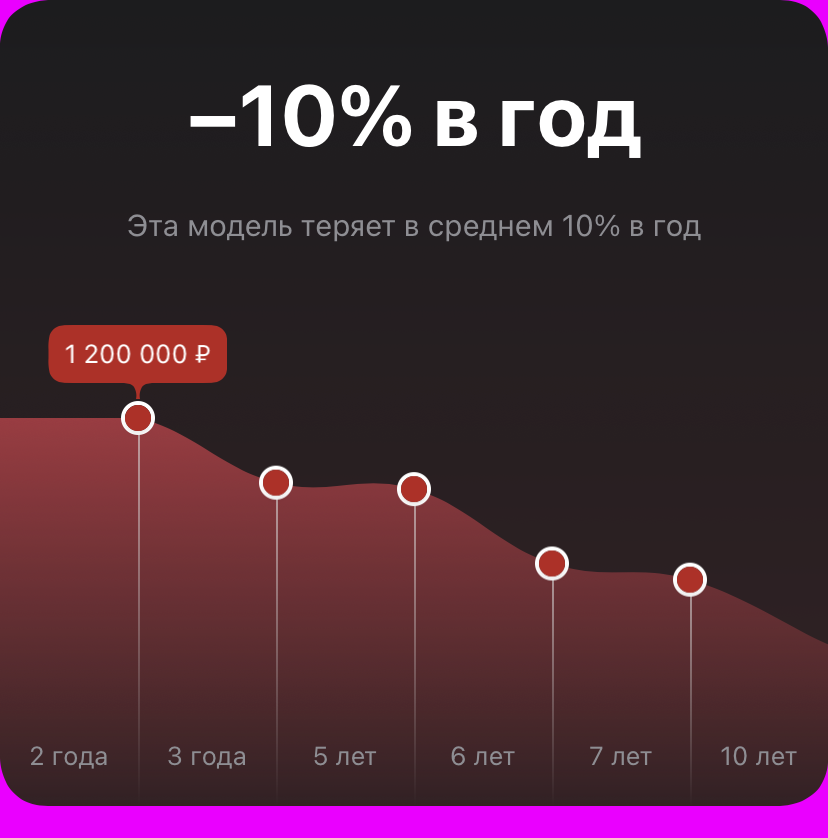 –10% в год
Эта модель теряет в среднем 10% в год
1 200 000 ₽
2 года 3 года 5 лет 6 лет 7 лет 10 лет